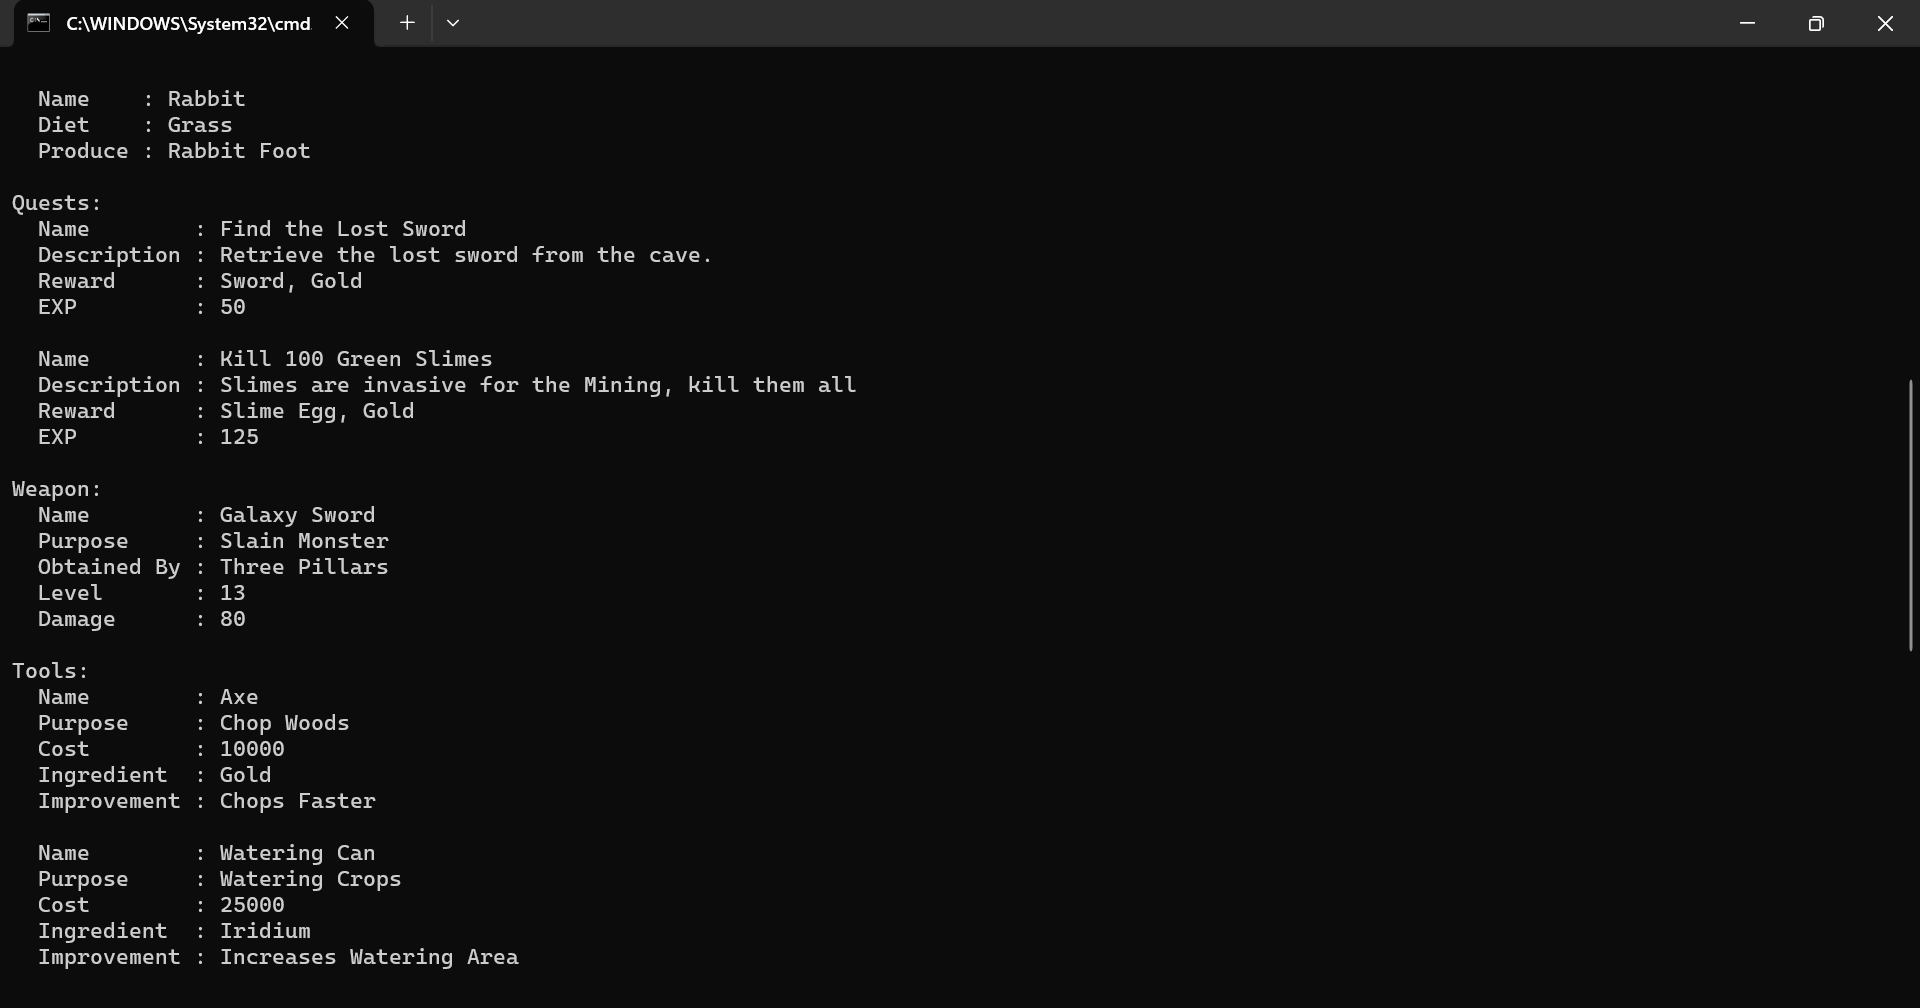 C:\WINDOWS\System32\cmd.
Name : Rabbit
Diet : Grass
Produce : Rabbit Foot
Quests:
Name : Find the Lost Sword
Description : Retrieve the lost sword from the cave.
Reward : Sword, Gold
EXP : 50
Name : Kill 100 Green Slimes
Description : Slimes are invasive for the Mining, kill them all
Reward : Slime Egg, Gold
EXP : 125
Weapon:
Name : Galaxy Sword
Purpose : Slain Monster
Obtained By : Three Pillars
Level : 13
Damage : 80
Tools:
Name : Axe
Purpose : Chop Woods
Cost : 10000
Ingredient : Gold
Improvement : Chops Faster
Name : Watering Can
Purpose : Watering Crops
Cost : 25000
Ingredient : Iridium
Improvement : Increases Watering Area